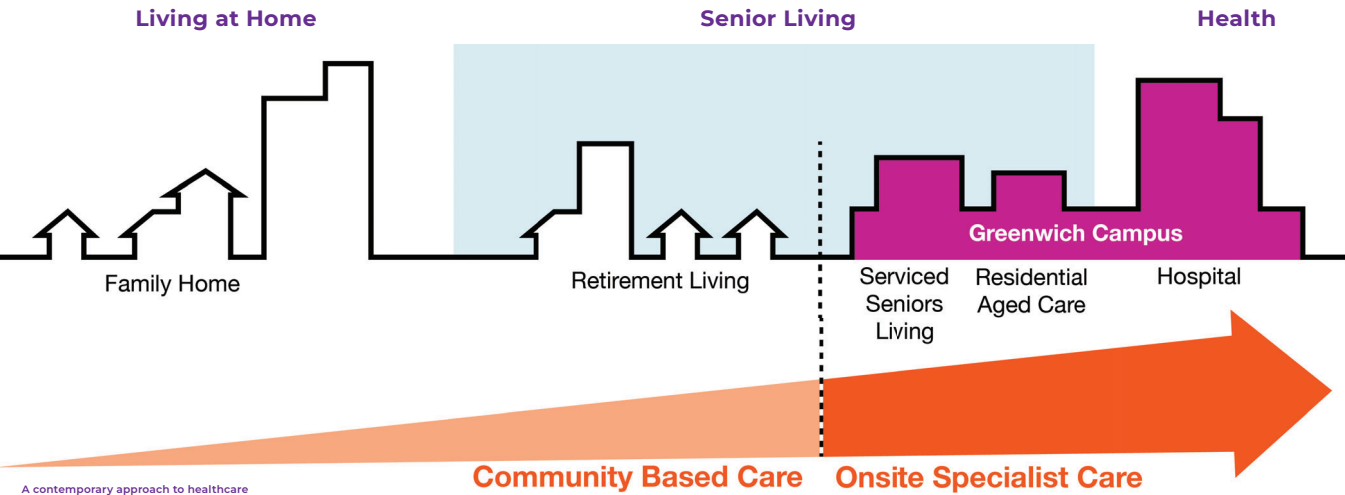 Living at Home
Senior Living
Health
Greenwich Campus
Family Home
Retirement Living
Serviced
Seniors
Living
Residential
Aged Care
Hospital
Community Based Care
Onsite Specialist Care
A contemporary approach to healthcare